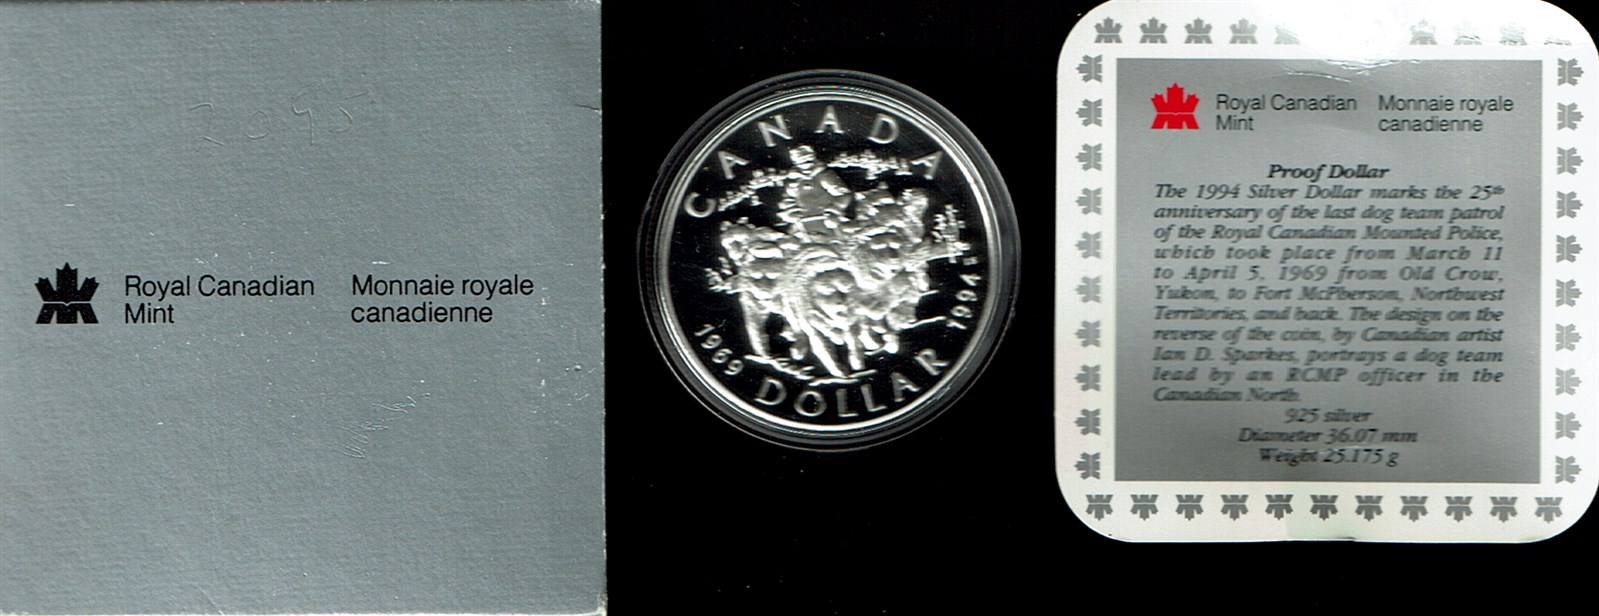 2095
Royal Canadian Monnaie royale
Mint canadienne
CANADA
1969 DOLLAR 1994
Royal Canadian Monnaie royale
Mint canadienne
Proof Dollar
The 1994 Silver Dollar marks the 25th
anniversary of the last dog team patrol
of the Royal Canadian Mounted Police,
which took place from March 11
to April 5, 1969 from Old Crow,
Yukon, to Fort McPherson, Northwest
Territories, and back. The design on the
reverse of the coin, by Canadian artist
Ian D. Sparkes, portrays a dog team
lead by an RCMP officer in the
Canadian North.
925 silver
Diameter 36.07 mm
Weight 25.175 g